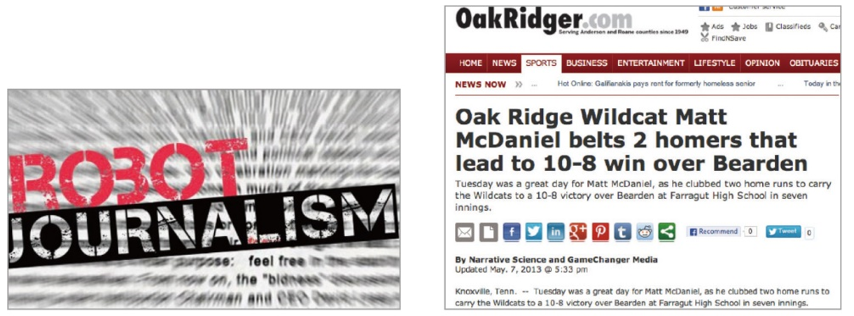 ROBOT
JOURNALISM
pose: feel free
on, the "bidness"
man and CEO
OakRidger.com
Serving Anderson and Roane counties since 1949
Customer Service
Ads Jobs Classifieds Car
FindNSave
HOME NEWS SPORTS BUSINESS ENTERTAINMENT LIFESTYLE OPINION OBITUARIES
NEWS NOW » ... Hot Online: Galifianakis pays rent for formerly homeless senior ... Today in the
Oak Ridge Wildcat Matt
McDaniel belts 2 homers that
lead to 10-8 win over Bearden
Tuesday was a great day for Matt McDaniel, as he clubbed two home runs to carry
the Wildcats to a 10-8 victory over Bearden at Farragut High School in seven
innings.
Recommend 0 Tweet 0
By Narrative Science and GameChanger Media
Updated May. 7, 2013 @ 5:33 pm
Knoxville, Tenn. -- Tuesday was a great day for Matt McDaniel, as he clubbed two home runs to
carry the Wildcats to a 10-8 victory over Bearden at Farragut High School in seven innings.